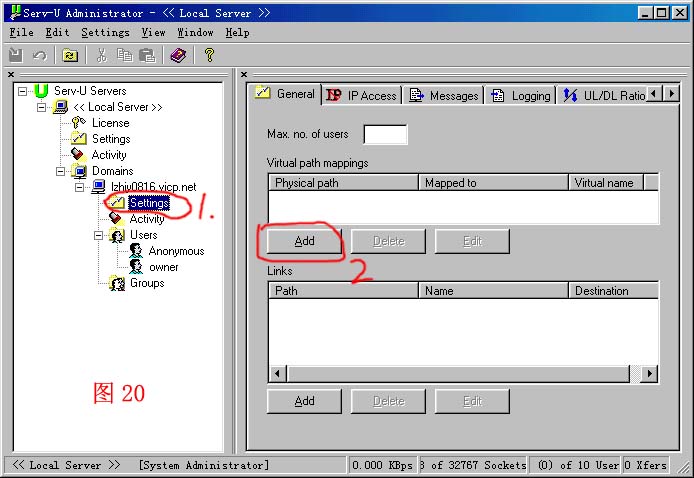 Serv-U Administrator - << Local Server >>
File Edit Settings View Window Help
Serv-U Servers
<< Local Server >>
License
Settings
Activity
Domains
lzhiy0816.vicp.net
Settings
1.
Activity
Users
Anonymous
owner
Groups
图 20
General IP Access Messages Logging UL/DL Ratio
Max. no. of users
Virtual path mappings
Physical path Mapped to Virtual name
Add Delete Edit
2
Links
Path Name Destination
Add Delete Edit
<< Local Server >> [System Administrator] 0.000 KBps of 32767 Sockets (0) of 10 User 0 Xfers